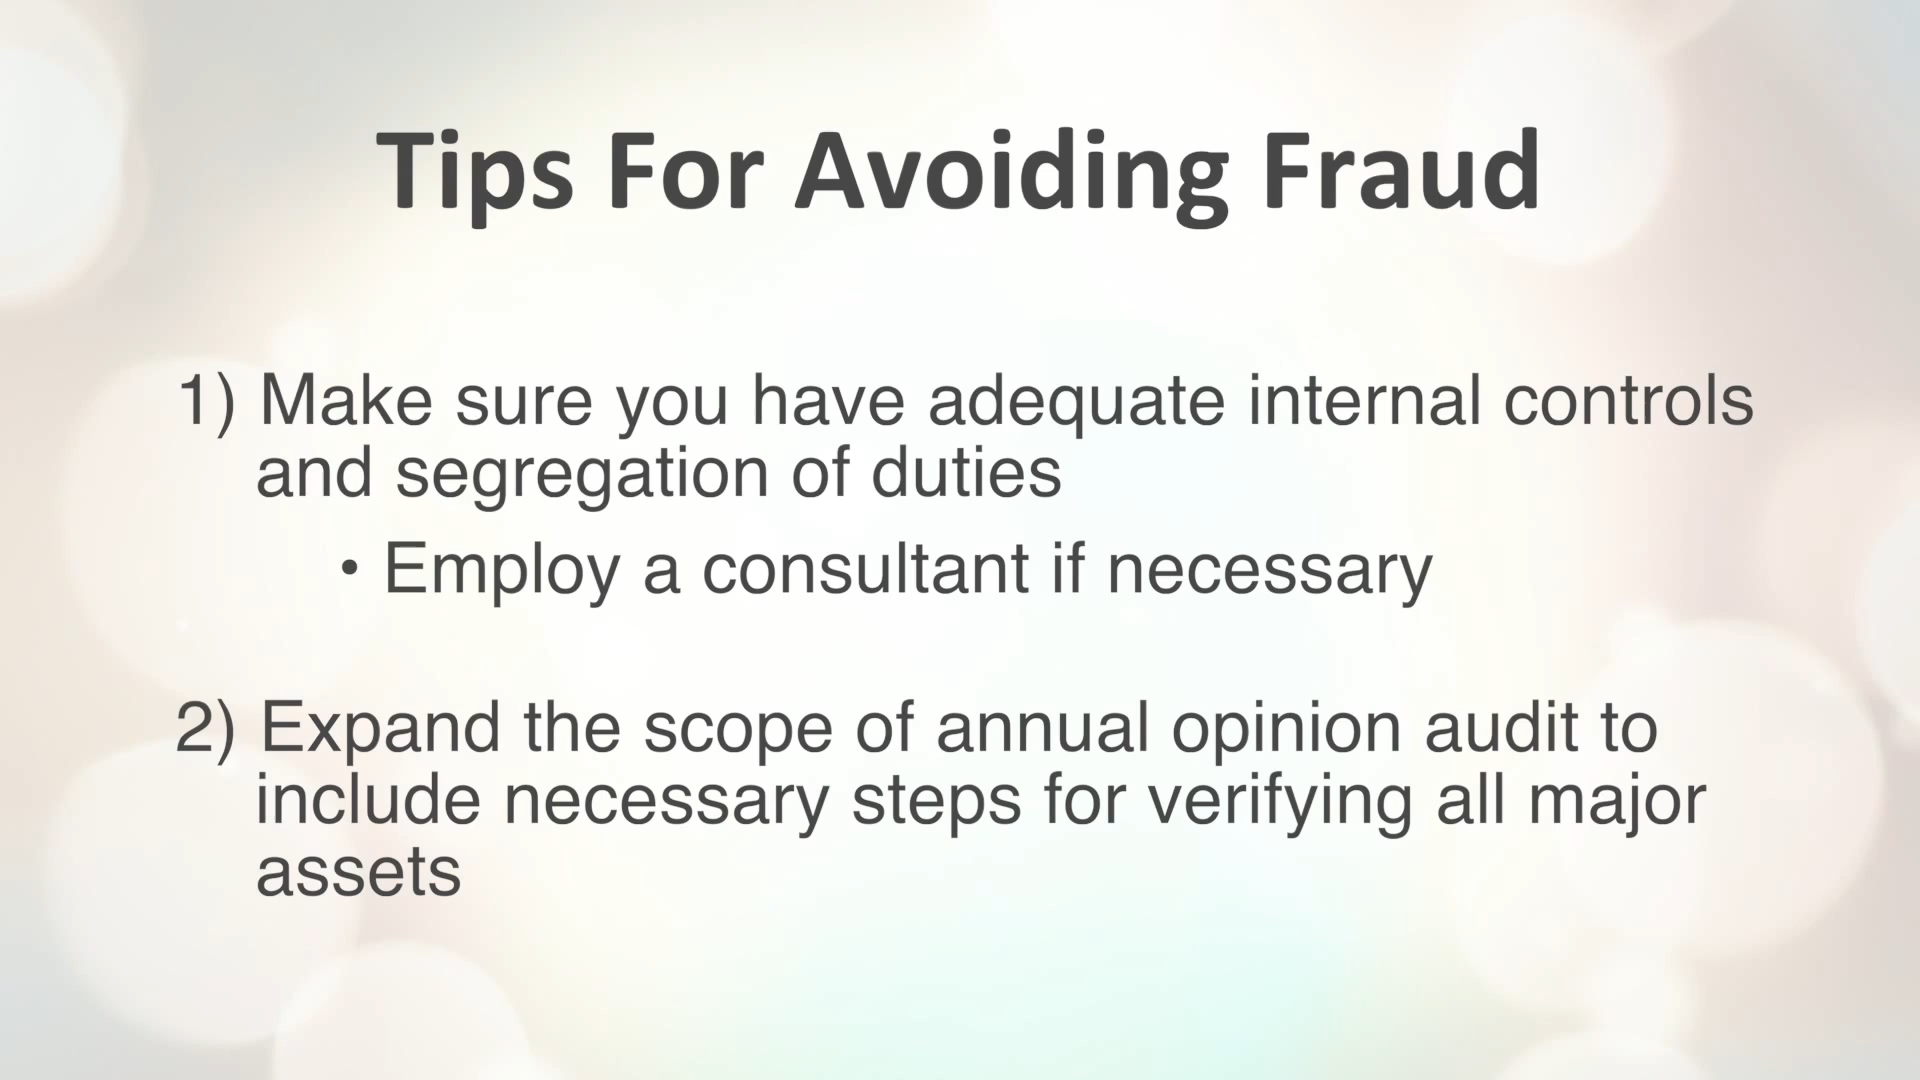 Tips For Avoiding Fraud
1) Make sure you have adequate internal controls
and segregation of duties
• Employ a consultant if necessary
2) Expand the scope of annual opinion audit to
include necessary steps for verifying all major
assets